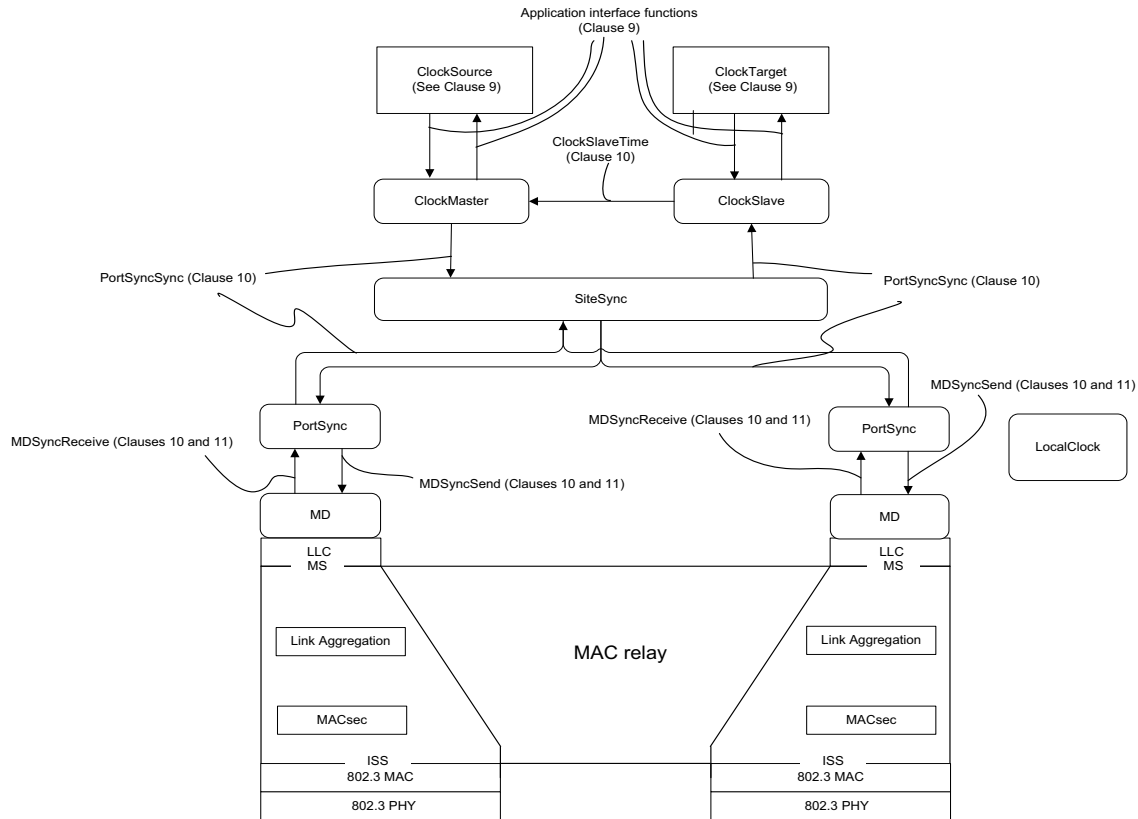 Application interface functions
(Clause 9)
ClockSource
(See Clause 9)
ClockTarget
(See Clause 9)
ClockSlaveTime
(Clause 10)
ClockMaster
ClockSlave
PortSyncSync (Clause 10)
PortSyncSync (Clause 10)
SiteSync
MDSyncSend (Clauses 10 and 11)
PortSync
MDSyncReceive (Clauses 10 and 11)
PortSync
MDSyncReceive (Clauses 10 and 11)
LocalClock
MDSyncSend (Clauses 10 and 11)
MD
MD
LLC
MS
LLC
MS
Link Aggregation
MAC relay
Link Aggregation
MACsec
MACsec
ISS
802.3 MAC
ISS
802.3 MAC
802.3 PHY
802.3 PHY